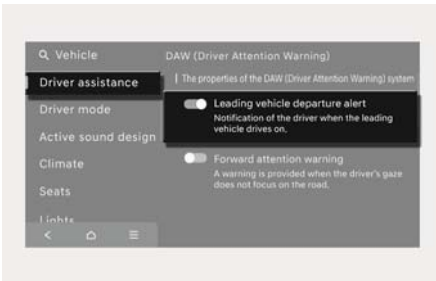 Vehicle
DAW (Driver Attention Warning)
Driver assistance
The properties of the DAW (Driver Attention Warning) system
Driver mode
Leading vehicle departure alert
Notification of the driver when the leading
vehicle drives on.
Active sound design
Climate
Forward attention warning
A warning is provided when the driver's gaze
does not focus on the road.
Seats
Lights